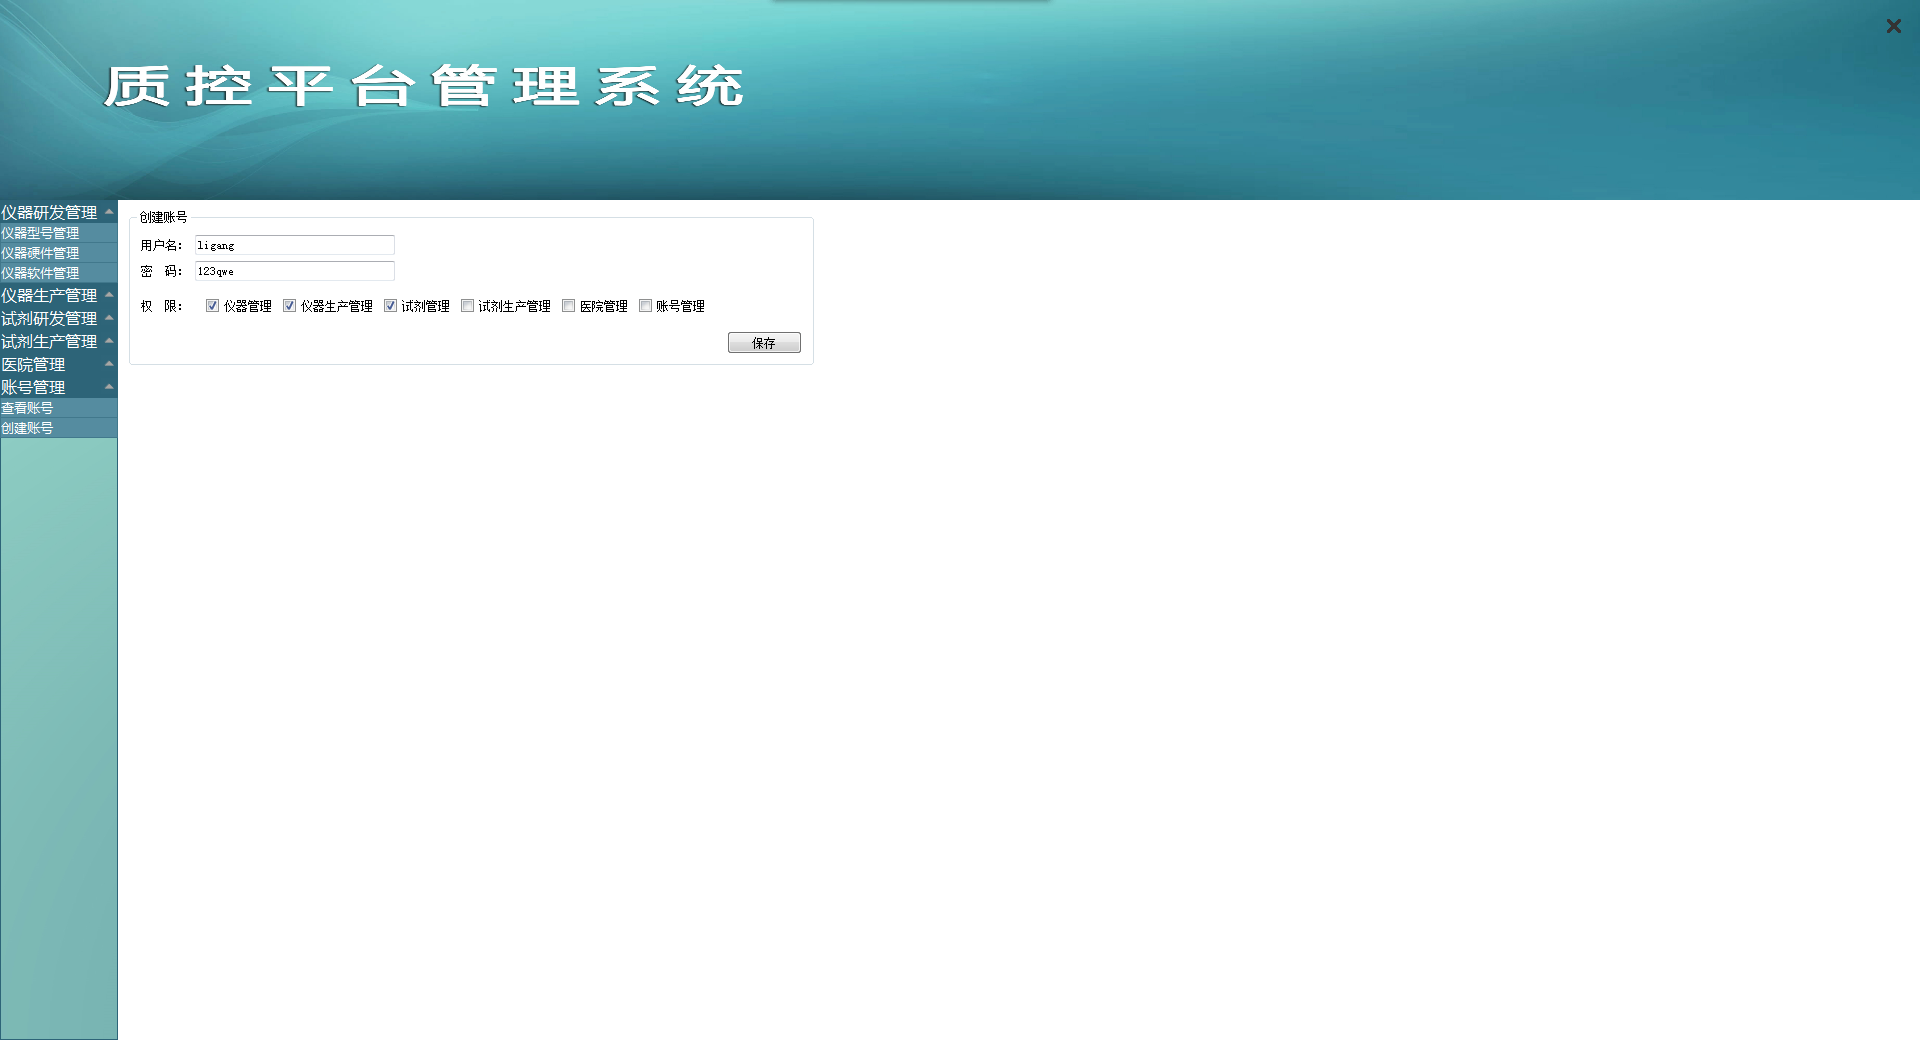 质控平台管理系统
仪器研发管理
仪器型号管理
仪器硬件管理
仪器软件管理
仪器生产管理
试剂研发管理
试剂生产管理
医院管理
账号管理
查看账号
创建账号
创建账号
用户名： ligang
密 码： 123qwe
权 限： 仪器管理 仪器生产管理 试剂管理 试剂生产管理 医院管理 账号管理
保存